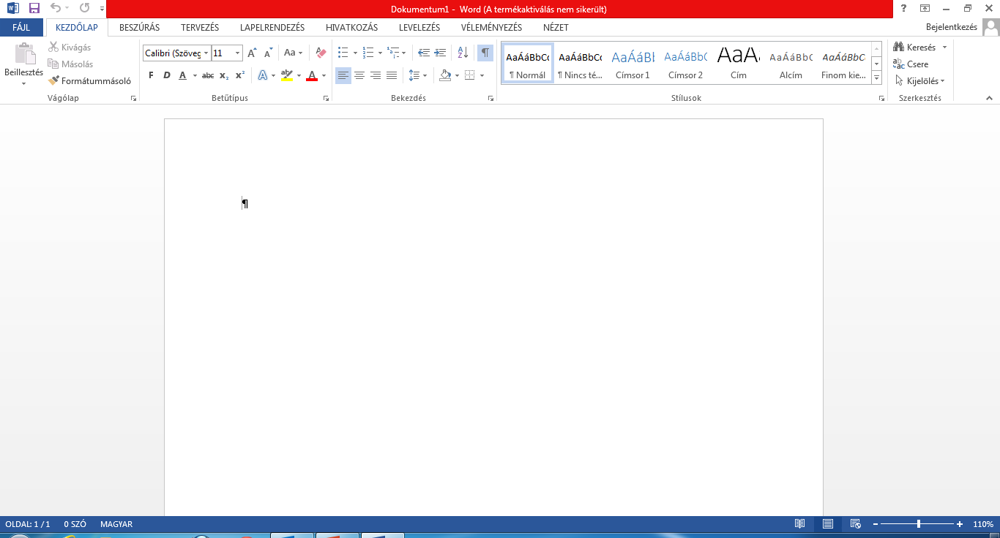 Dokumentum1 - Word (A termékaktiválás nem sikerült)
FÁJL KEZDŐLAP BESZÚRÁS TERVEZÉS LAPELRENDEZÉS HIVATKOZÁS LEVELEZÉS VÉLEMÉNYEZÉS NÉZET Bejelentkezés
Beillesztés
Kivágás
Másolás
Formátummásoló
Vágólap
Calibri (Szöveg 11
Aa
F D A abc x₂ x² A ab A
Betűtípus
A Z ¶
Bekezdés
AaÁáBbCc AaÁáBbCc AaÁáBl AaÁáBbC AaA AaÁáBbC AaÁáBbC
¶ Normál ¶ Nincs té... Címsor 1 Címsor 2 Cím Alcím Finom kie...
Stílusok
Keresés
Csere
Kijelölés
Szerkesztés
¶
OLDAL: 1 / 1 0 SZÓ MAGYAR 110%